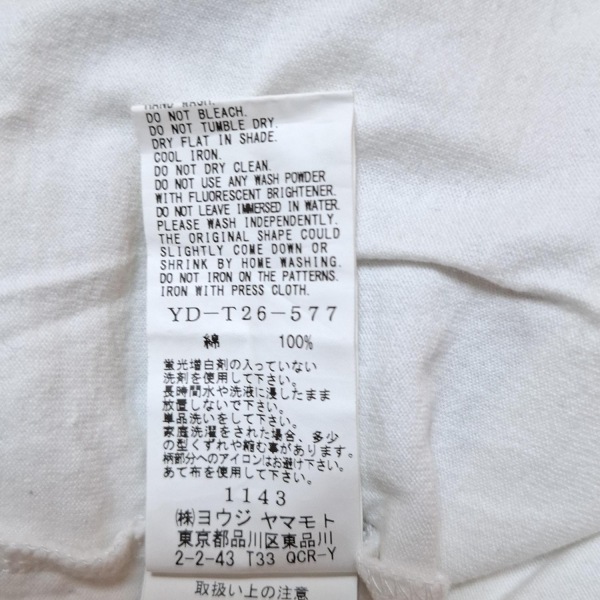 HAND WASH.
DO NOT BLEACH.
DO NOT TUMBLE DRY.
DRY FLAT IN SHADE.
COOL IRON.
DO NOT DRY CLEAN.
DO NOT USE ANY WASH POWDER
WITH FLUORESCENT BRIGHTENER.
DO NOT LEAVE IMMERSED IN WATER.
PLEASE WASH INDEPENDENTLY.
THE ORIGINAL SHAPE COULD
SLIGHTLY COME DOWN OR
SHRINK BY HOME WASHING.
DO NOT IRON ON THE PATTERNS.
IRON WITH PRESS CLOTH.
YD-T26-577
綿 100%
蛍光増白剤の入っていない
洗剤を使用して下さい。
長時間水や洗液に浸したまま
放置しないで下さい。
単品洗いをして下さい。
家庭洗濯をされた場合、多少
の型くずれや縮む事があります。
柄部分へのアイロンはお避け下さい。
あて布を使用して下さい。
1143
㈱ヨウジ ヤマモト
東京都品川区東品川
2-2-43 T33 QCR-Y
取扱い上の注意